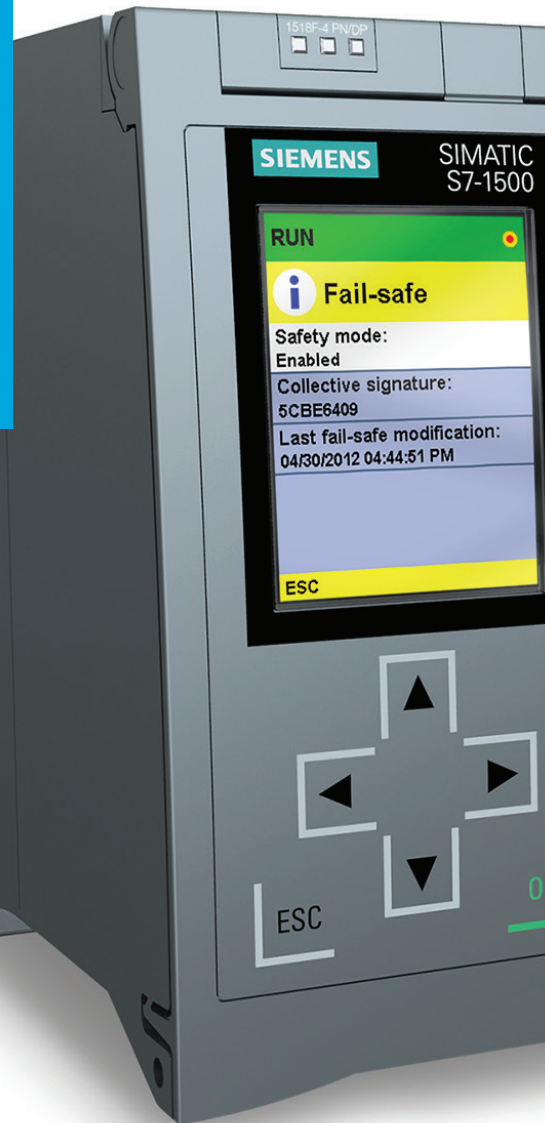 1518F-4 PN/DP
SIEMENS
SIMATIC
S7-1500
RUN
Fail-safe
Safety mode:
Enabled
Collective signature:
5CBE6409
Last fail-safe modification:
04/30/2012 04:44:51 PM
ESC
ESC